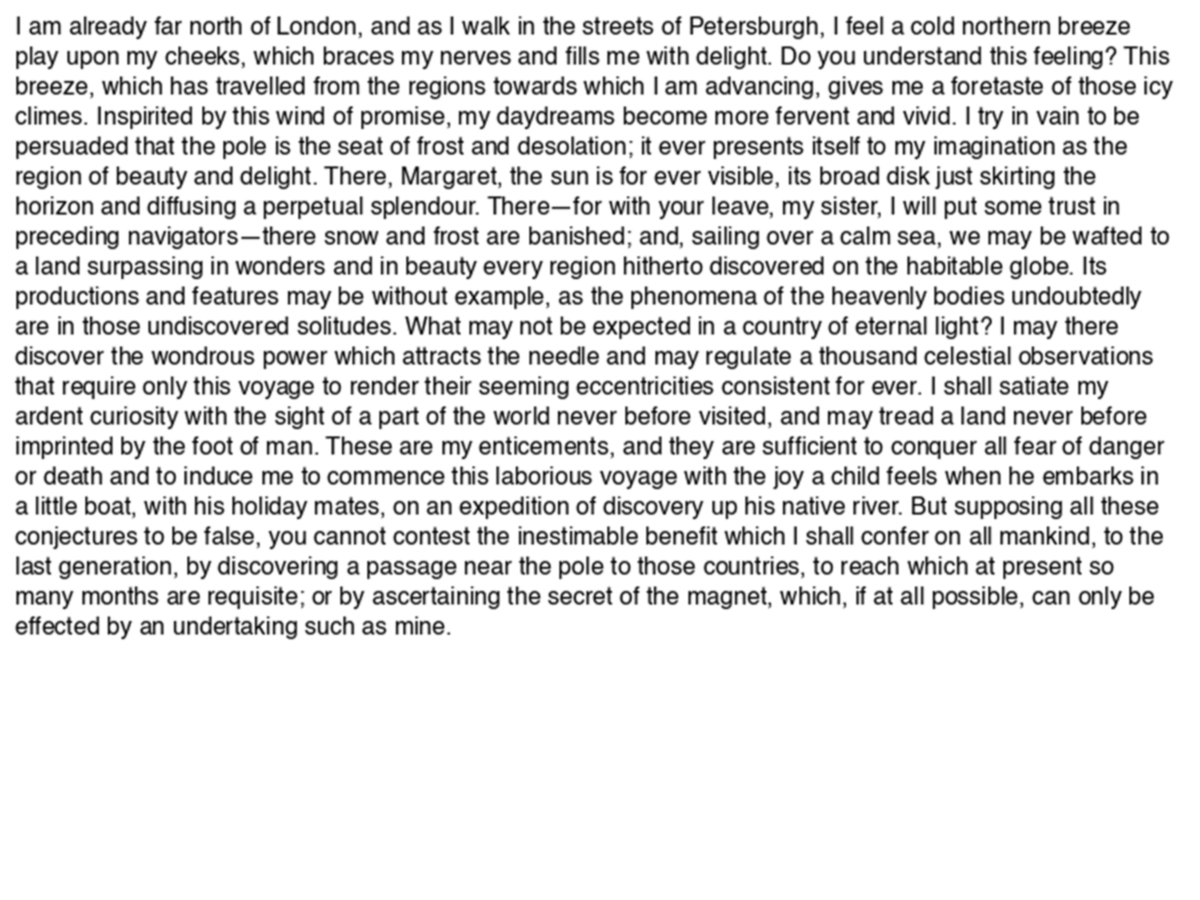 I am already far north of London, and as I walk in the streets of Petersburgh, I feel a cold northern breeze
play upon my cheeks, which braces my nerves and fills me with delight. Do you understand this feeling? This
breeze, which has travelled from the regions towards which I am advancing, gives me a foretaste of those icy
climes. Inspirited by this wind of promise, my daydreams become more fervent and vivid. I try in vain to be
persuaded that the pole is the seat of frost and desolation; it ever presents itself to my imagination as the
region of beauty and delight. There, Margaret, the sun is for ever visible, its broad disk just skirting the
horizon and diffusing a perpetual splendour. There—for with your leave, my sister, I will put some trust in
preceding navigators—there snow and frost are banished; and, sailing over a calm sea, we may be wafted to
a land surpassing in wonders and in beauty every region hitherto discovered on the habitable globe. Its
productions and features may be without example, as the phenomena of the heavenly bodies undoubtedly
are in those undiscovered solitudes. What may not be expected in a country of eternal light? I may there
discover the wondrous power which attracts the needle and may regulate a thousand celestial observations
that require only this voyage to render their seeming eccentricities consistent for ever. I shall satiate my
ardent curiosity with the sight of a part of the world never before visited, and may tread a land never before
imprinted by the foot of man. These are my enticements, and they are sufficient to conquer all fear of danger
or death and to induce me to commence this laborious voyage with the joy a child feels when he embarks in
a little boat, with his holiday mates, on an expedition of discovery up his native river. But supposing all these
conjectures to be false, you cannot contest the inestimable benefit which I shall confer on all mankind, to the
last generation, by discovering a passage near the pole to those countries, to reach which at present so
many months are requisite; or by ascertaining the secret of the magnet, which, if at all possible, can only be
effected by an undertaking such as mine.